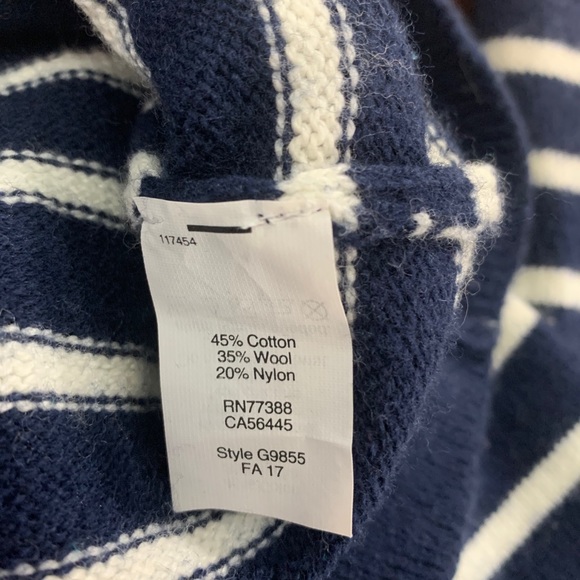 117454
45% Cotton
35% Wool
20% Nylon
RN77388
CA56445
Style G9855
FA 17